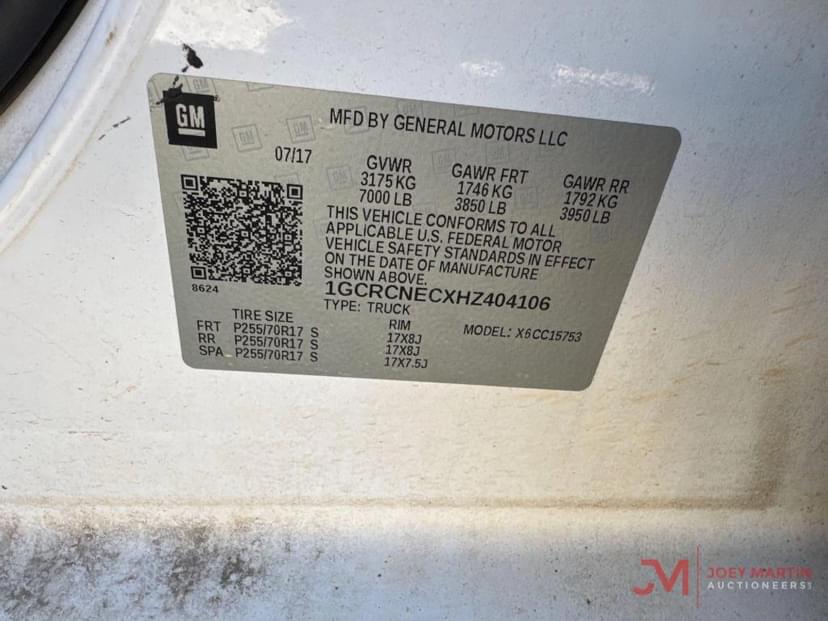 GM
MFD BY GENERAL MOTORS LLC
07/17
GVWR
3175 KG
7000 LB
GAWR FRT
1746 KG
3850 LB
GAWR RR
1792 KG
3950 LB
THIS VEHICLE CONFORMS TO ALL
APPLICABLE U.S. FEDERAL MOTOR
VEHICLE SAFETY STANDARDS IN EFFECT
ON THE DATE OF MANUFACTURE
SHOWN ABOVE.
8624
1GCRCNECXHZ404106
TYPE: TRUCK
MODEL: X6CC15753
TIRE SIZE RIM
FRT P255/70R17 S 17X8J
RR P255/70R17 S 17X8J
SPA P255/70R17 S 17X7.5J
JM
JOEY MARTIN
AUCTIONEERS